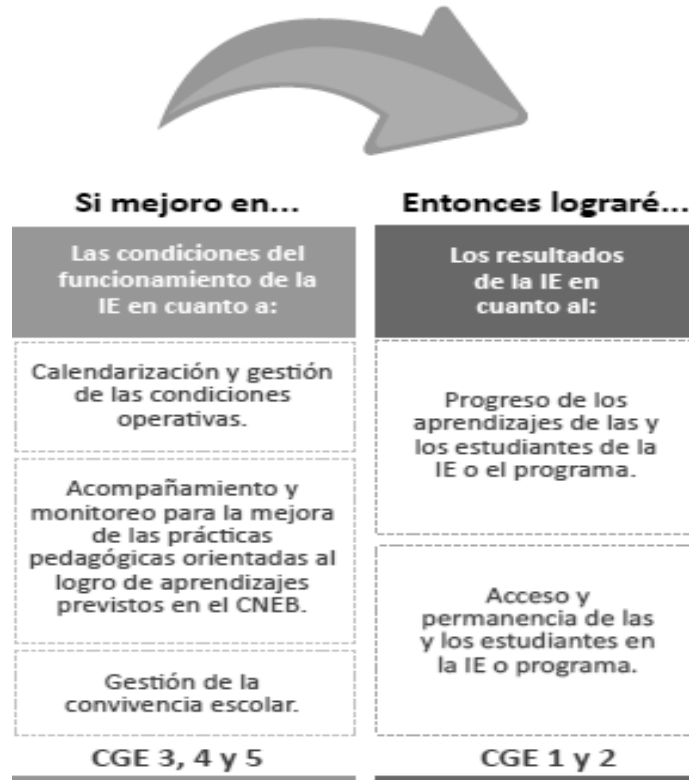 Si mejoro en...
Las condiciones del
funcionamiento de la
IE en cuanto a:
Calendarización y gestión
de las condiciones
operativas.
Acompañamiento y
monitoreo para la mejora
de las prácticas
pedagógicas orientadas al
logro de aprendizajes
previstos en el CNEB.
Gestión de la
convivencia escolar.
CGE 3, 4 y 5
Entonces lograré...
Los resultados
de la IE en
cuanto al:
Progreso de los
aprendizajes de las y
los estudiantes de la
IE o el programa.
Acceso y
permanencia de las
y los estudiantes en
la IE o programa.
CGE 1 y 2